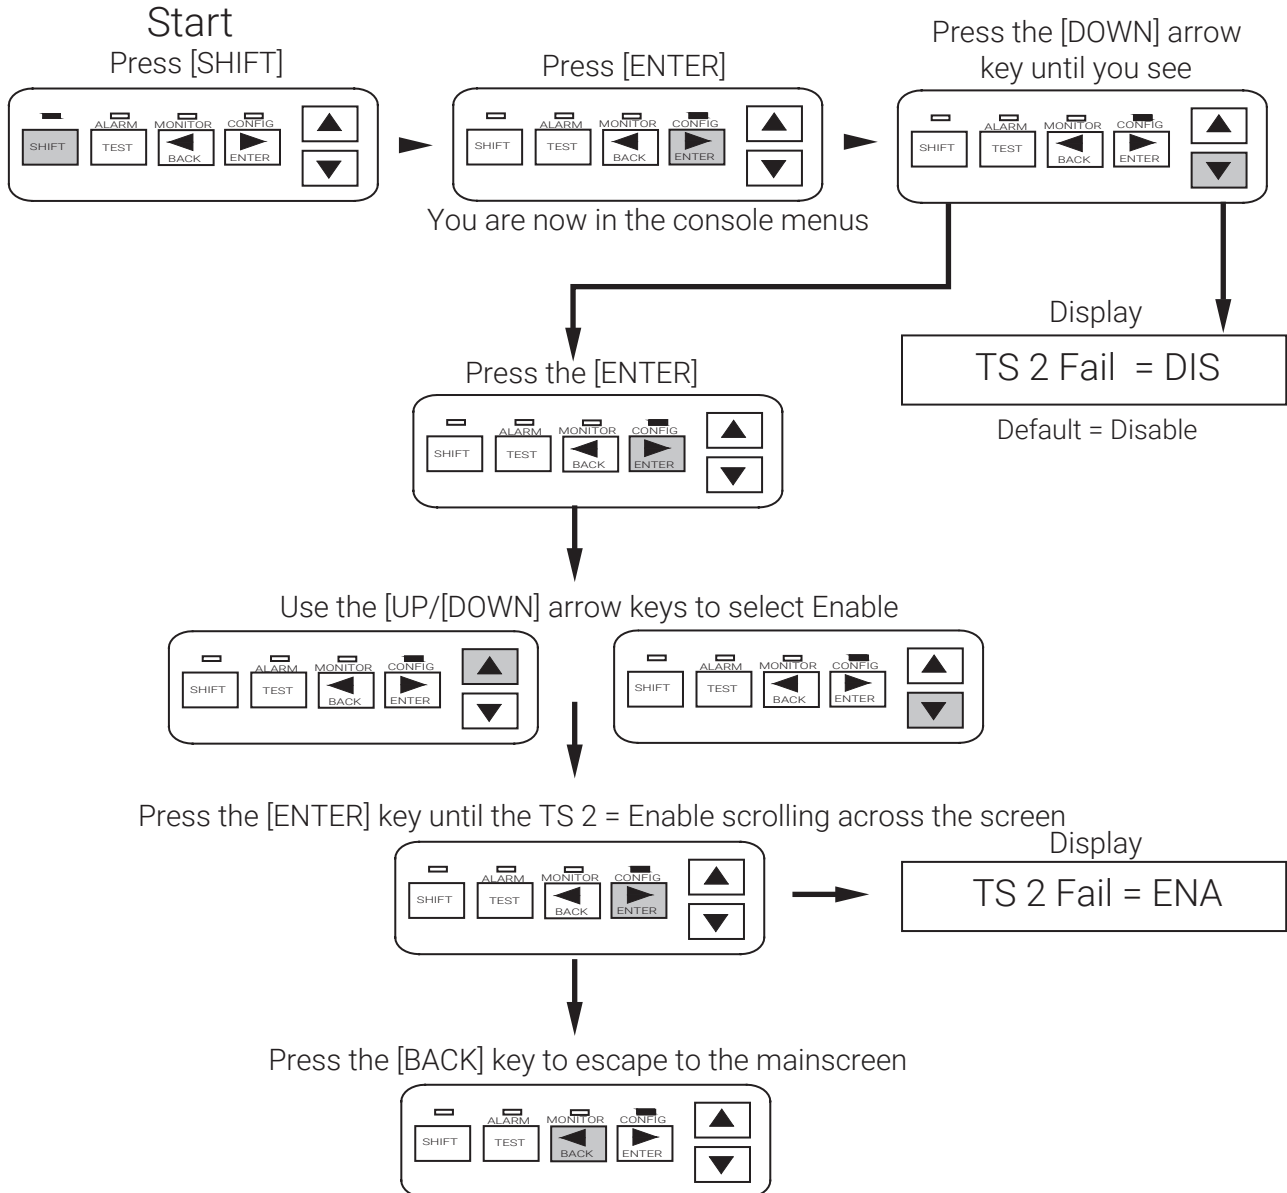 Start
Press [SHIFT]
ALARM MONITOR CONFIG
SHIFT TEST BACK ENTER
Press [ENTER]
ALARM MONITOR CONFIG
SHIFT TEST BACK ENTER
You are now in the console menus
Press the [DOWN] arrow
key until you see
ALARM MONITOR CONFIG
SHIFT TEST BACK ENTER
Display
TS 2 Fail = DIS
Default = Disable
Press the [ENTER]
ALARM MONITOR CONFIG
SHIFT TEST BACK ENTER
Use the [UP/[DOWN] arrow keys to select Enable
ALARM MONITOR CONFIG
SHIFT TEST BACK ENTER
ALARM MONITOR CONFIG
SHIFT TEST BACK ENTER
Press the [ENTER] key until the TS 2 = Enable scrolling across the screen
ALARM MONITOR CONFIG
SHIFT TEST BACK ENTER
Display
TS 2 Fail = ENA
Press the [BACK] key to escape to the mainscreen
ALARM MONITOR CONFIG
SHIFT TEST BACK ENTER